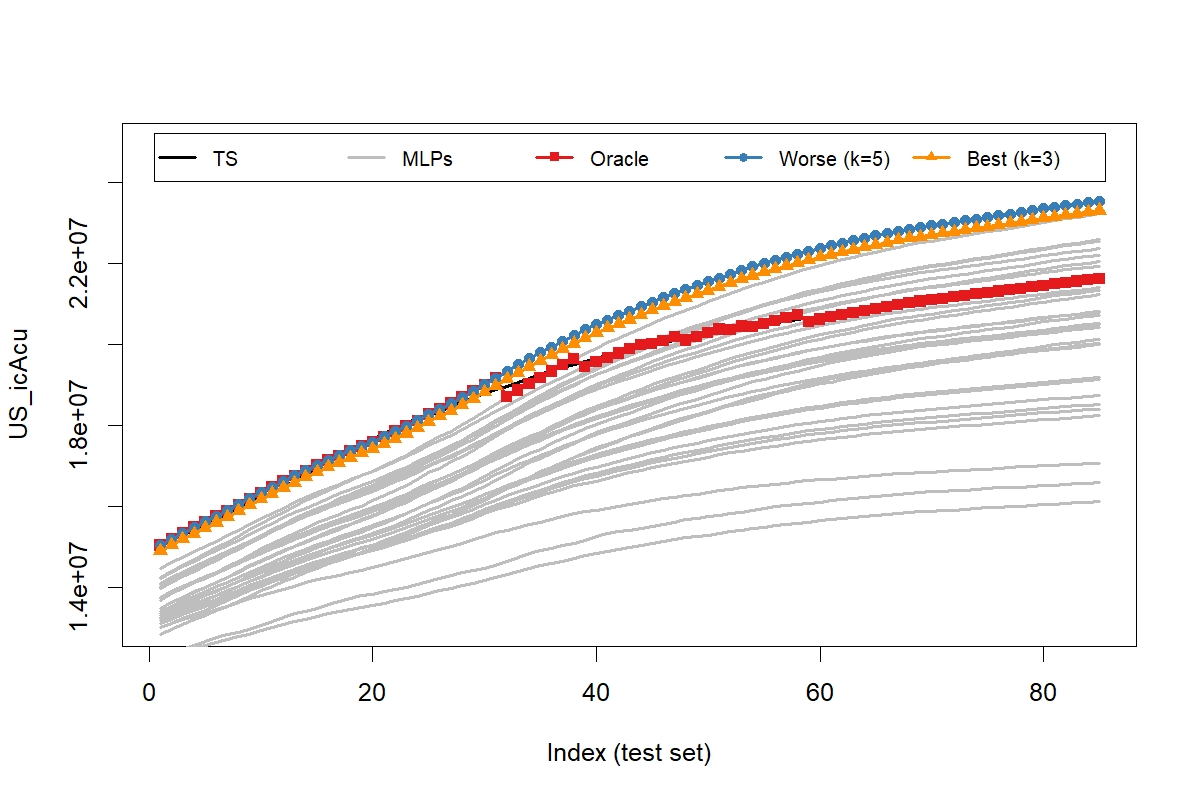 TS MLPs Oracle Worse (k=5) Best (k=3)
US_icAcu
2.2e+07
1.8e+07
1.4e+07
0 20 40 60 80
Index (test set)